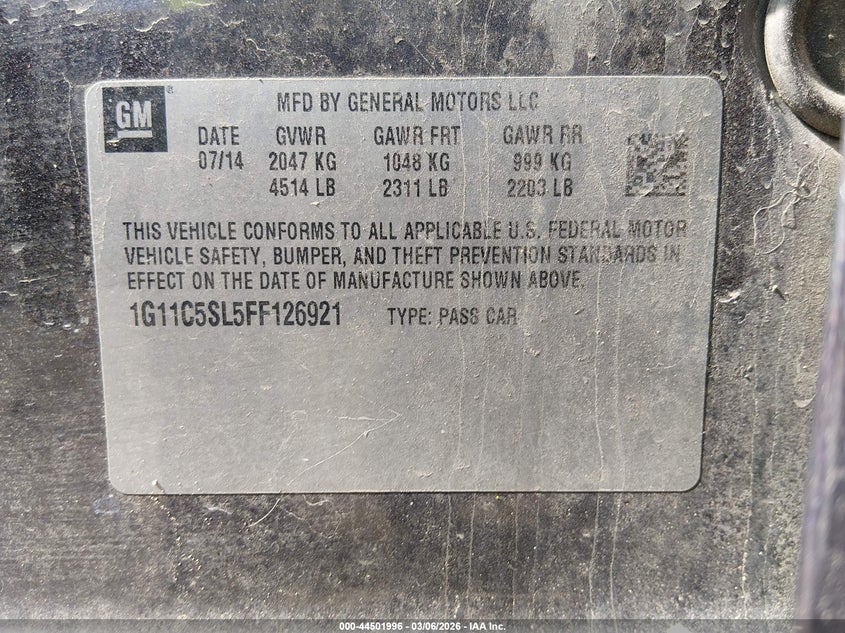 GM
MFD BY GENERAL MOTORS LLC
DATE GVWR GAWR FRT GAWR RR
07/14 2047 KG 1048 KG 999 KG
4514 LB 2311 LB 2203 LB
THIS VEHICLE CONFORMS TO ALL APPLICABLE U.S. FEDERAL MOTOR
VEHICLE SAFETY, BUMPER, AND THEFT PREVENTION STANDARDS IN
EFFECT ON THE DATE OF MANUFACTURE SHOWN ABOVE.
1G11C5SL5FF126921 TYPE: PASS CAR
000-44501996 — 03/06/2026 — IAA Inc.